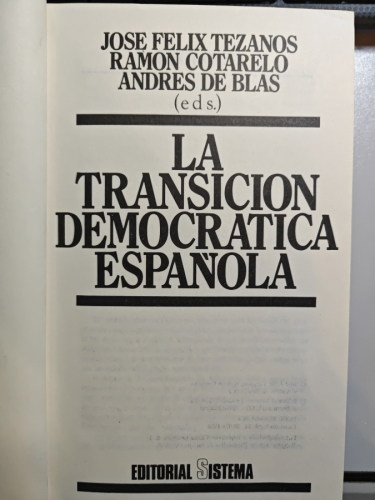 JOSE FELIX TEZANOS
RAMON COTARELO
ANDRES DE BLAS
(eds.)
LA
TRANSICION
DEMOCRATICA
ESPAÑOLA
EDITORIAL SISTEMA